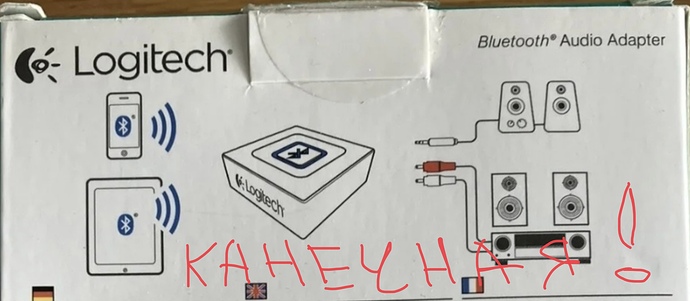 Logitech
Bluetooth® Audio Adapter
Logitech
КАНЕЧНАЯ!